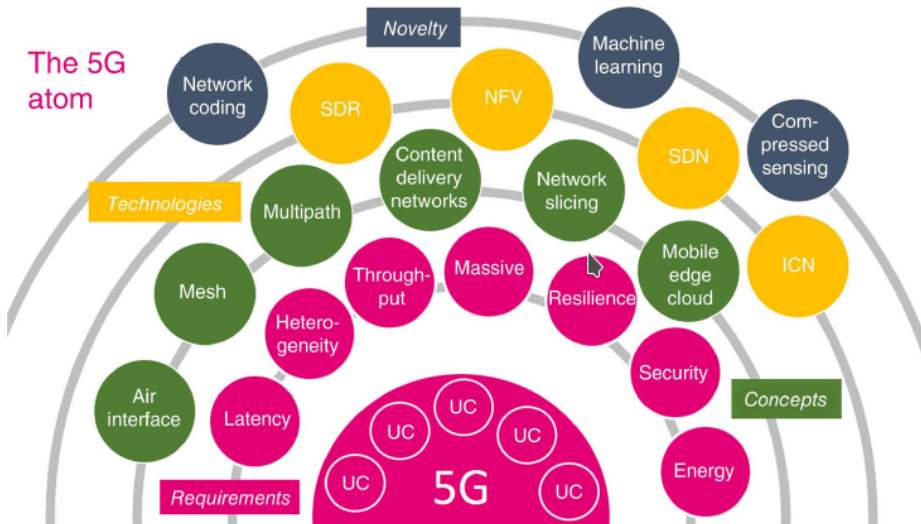 The 5G
atom
Novelty
Network
coding
Machine
learning
Com-
pressed
sensing
Technologies
SDR
NFV
SDN
ICN
Multipath
Content
delivery
networks
Network
slicing
Mesh
Mobile
edge
cloud
Air
interface
Concepts
Through-
put
Massive
Resilience
Hetero-
geneity
Security
Latency
Energy
Requirements
UC
UC
UC
UC
UC
5G